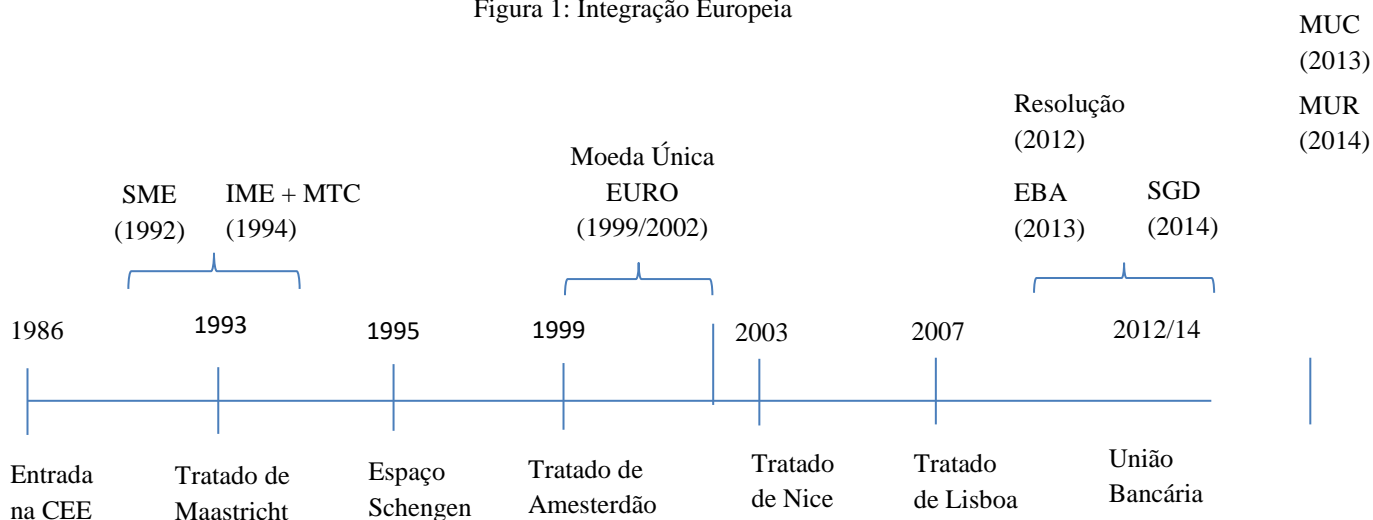 Figura 1: Integração Europeia
MUC
(2013)
MUR
(2014)
Resolução
(2012)
EBA
(2013)
SGD
(2014)
Moeda Única
EURO
(1999/2002)
SME
(1992)
IME + MTC
(1994)
1986
1993
1995
1999
2003
2007
2012/14
Entrada
na CEE
Tratado de
Maastricht
Espaço
Schengen
Tratado de
Amesterdão
Tratado
de Nice
Tratado
de Lisboa
União
Bancária